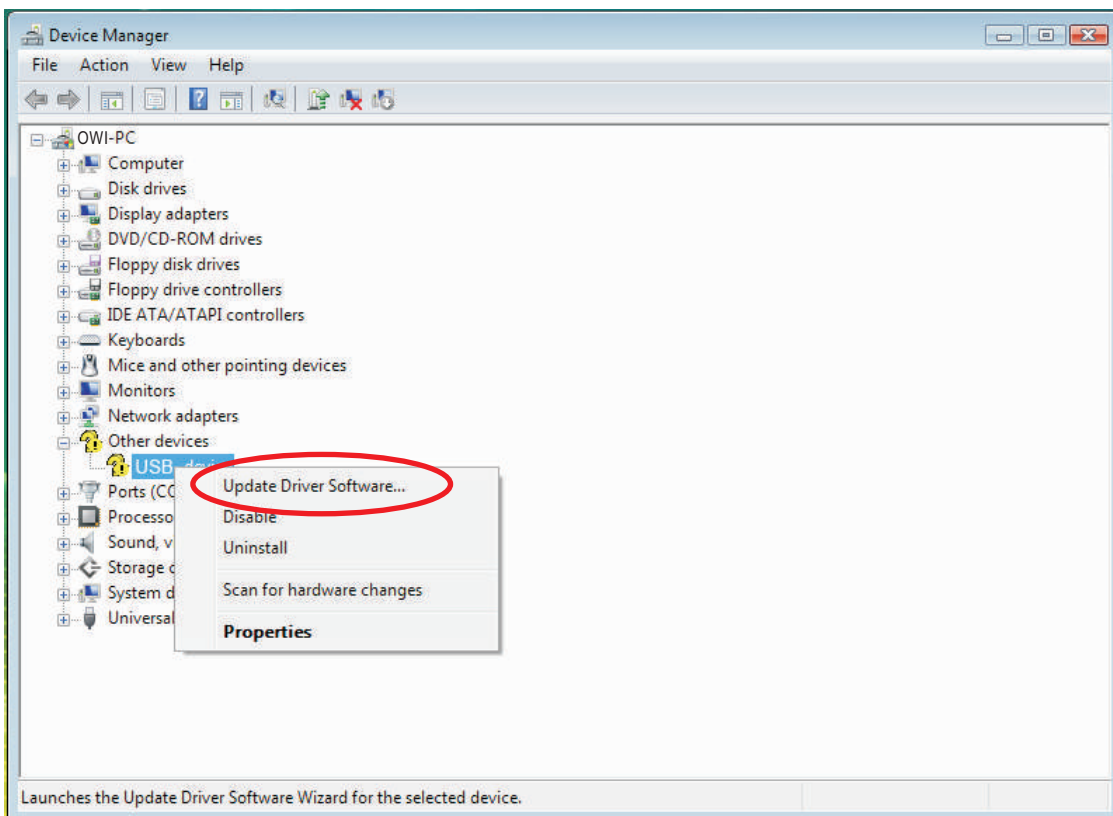 Device Manager
File Action View Help
OWI-PC
Computer
Disk drives
Display adapters
DVD/CD-ROM drives
Floppy disk drives
Floppy drive controllers
IDE ATA/ATAPI controllers
Keyboards
Mice and other pointing devices
Monitors
Network adapters
Other devices
USB
Update Driver Software...
Ports (CO
Disable
Processo
Uninstall
Sound, v
Storage c
Scan for hardware changes
System d
Universal
Properties
Launches the Update Driver Software Wizard for the selected device.